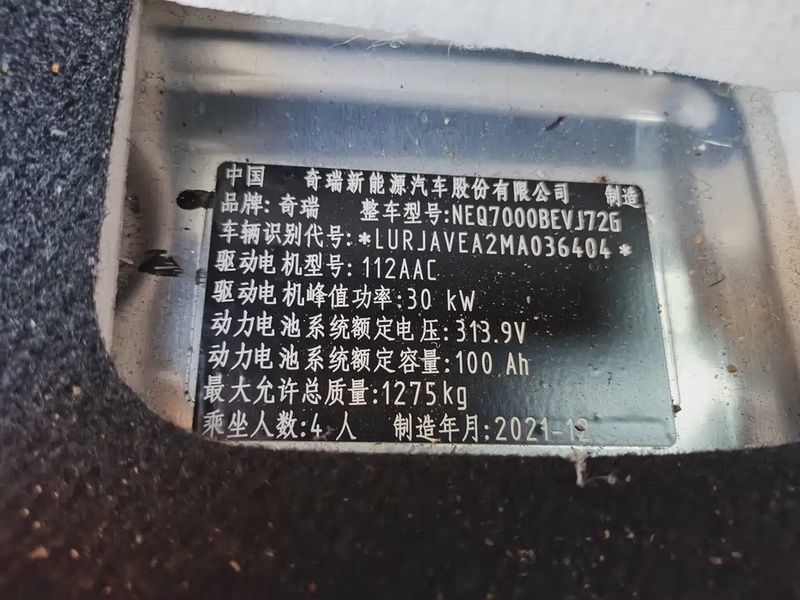 中国 奇瑞新能源汽车股份有限公司 制造
品牌:奇瑞 整车型号:NEQ7000BEVJ72G
车辆识别代号:*LURJAVEA2MA036404*
驱动电机型号:112AAC
驱动电机峰值功率:30 kW
动力电池系统额定电压:313.9V
动力电池系统额定容量:100 Ah
最大允许总质量:1275kg
乘坐人数:4 人 制造年月:2021-12